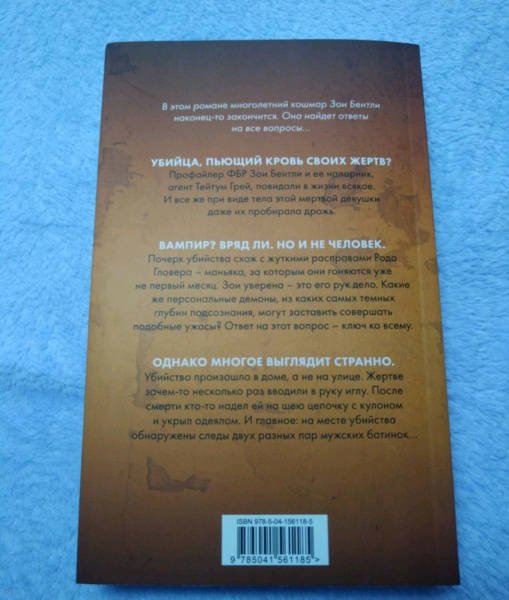 В этом романе многолетний кошмар Зои Бентли
наконец-то закончится. Она найдет ответы
на все вопросы...
УБИЙЦА, ПЬЮЩИЙ КРОВЬ СВОИХ ЖЕРТВ?
Профайлер ФБР Зои Бентли и ее напарник,
агент Тейтум Грей, повидали в жизни всякое.
И все же при виде тела этой мертвой девушки
даже их пробирала дрожь.
ВАМПИР? ВРЯД ЛИ. НО И НЕ ЧЕЛОВЕК.
Почерк убийства схож с жуткими расправами Рода
Гловера – маньяка, за которым они гоняются уже
не первый месяц. Зои уверена – это его рук дело. Какие
же персональные демоны, из каких самых темных
глубин подсознания, могут заставить совершать
подобные ужасы? Ответ на этот вопрос – ключ ко всему.
ОДНАКО МНОГОЕ ВЫГЛЯДИТ СТРАННО.
Убийство произошло в доме, а не на улице. Жертве
зачем-то несколько раз вводили в руку иглу. После
смерти кто-то надел ей на шею цепочку с кулоном
и укрыл одеялом. И главное: на месте убийства
обнаружены следы двух разных пар мужских ботинок...
ISBN 978-5-04-156118-5
9 785041 561185 >